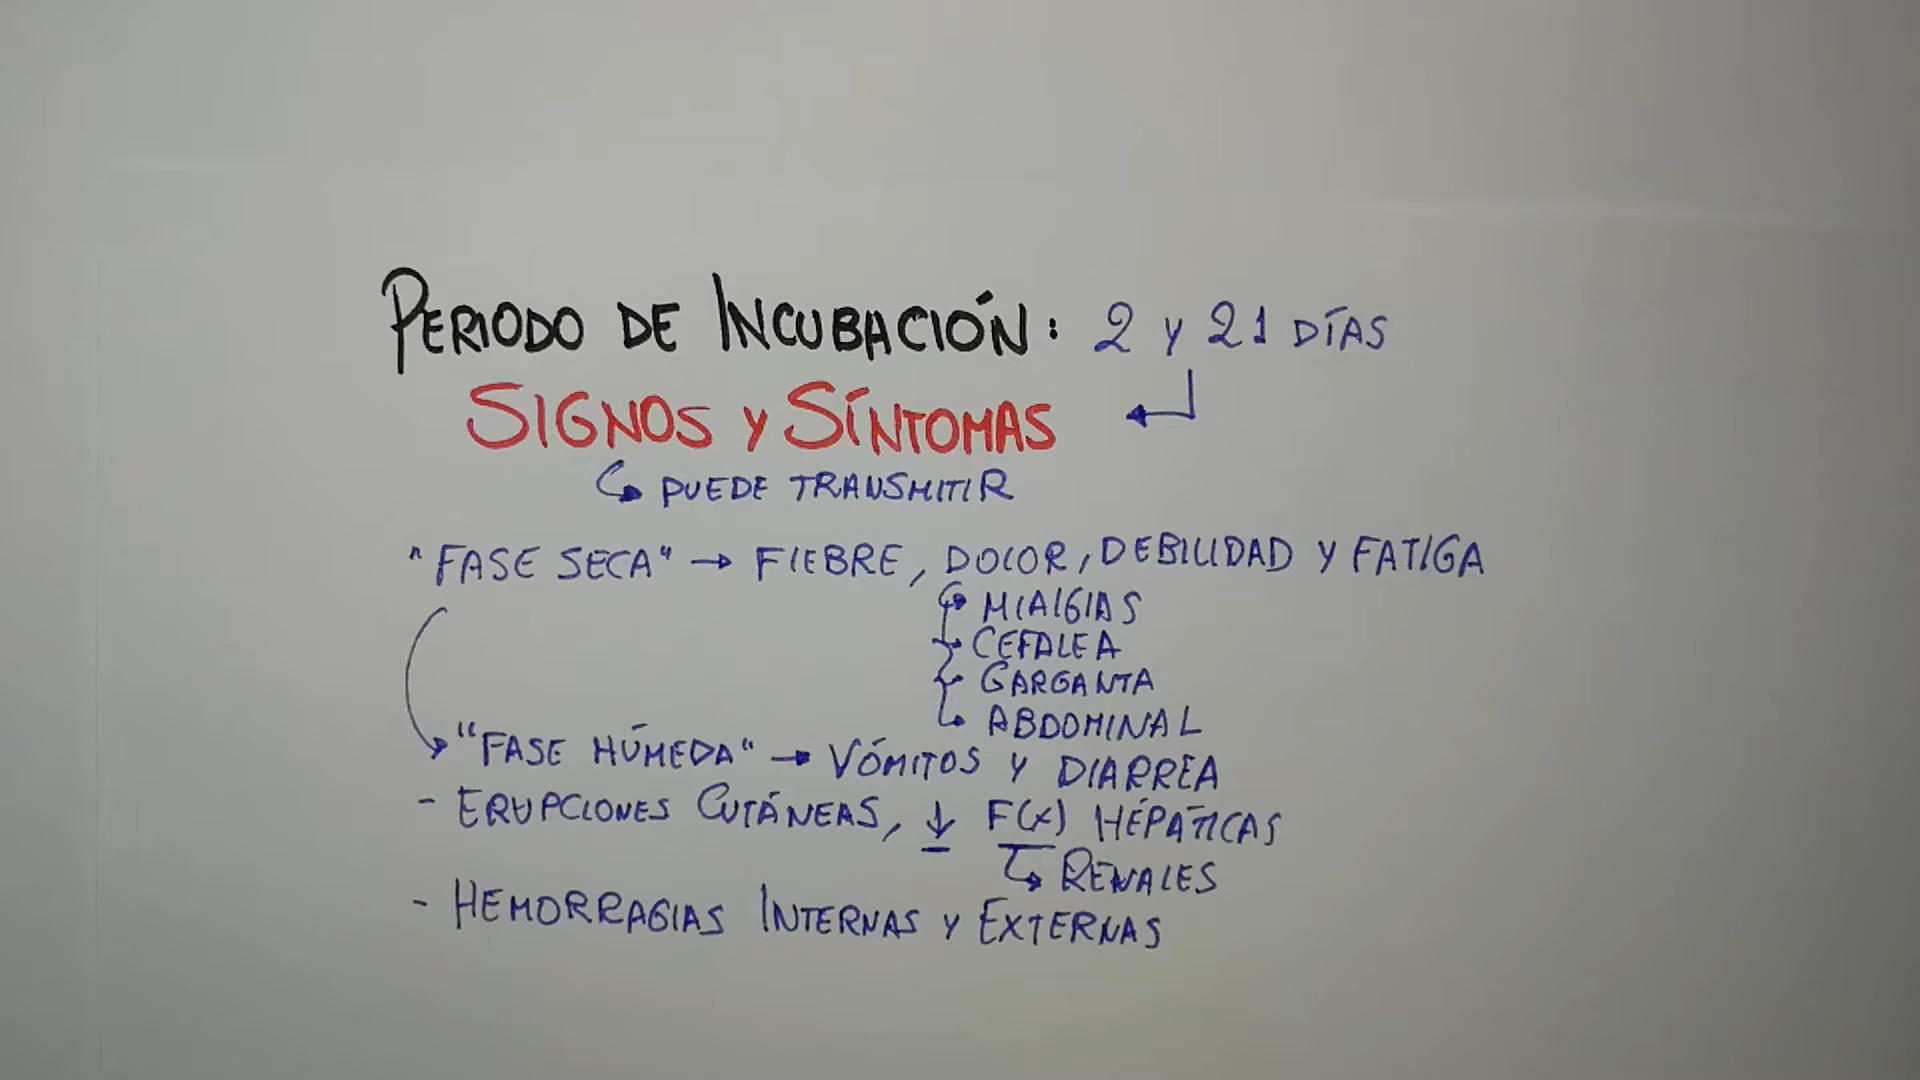 PERIODO DE INCUBACIÓN: 2 y 21 DÍAS
SIGNOS y SÍNTOMAS
PUEDE TRANSMITIR
"FASE SECA" → FIEBRE, DOLOR, DEBILIDAD y FATIGA
MIALGIAS
CEFALEA
GARGANTA
ABDOMINAL
"FASE HÚMEDA" → VÓMITOS y DIARREA
- ERUPCIONES CUTÁNEAS, ↓ F(x) HÉPÁTICAS
RENALES
- HEMORRAGIAS INTERNAS y EXTERNAS